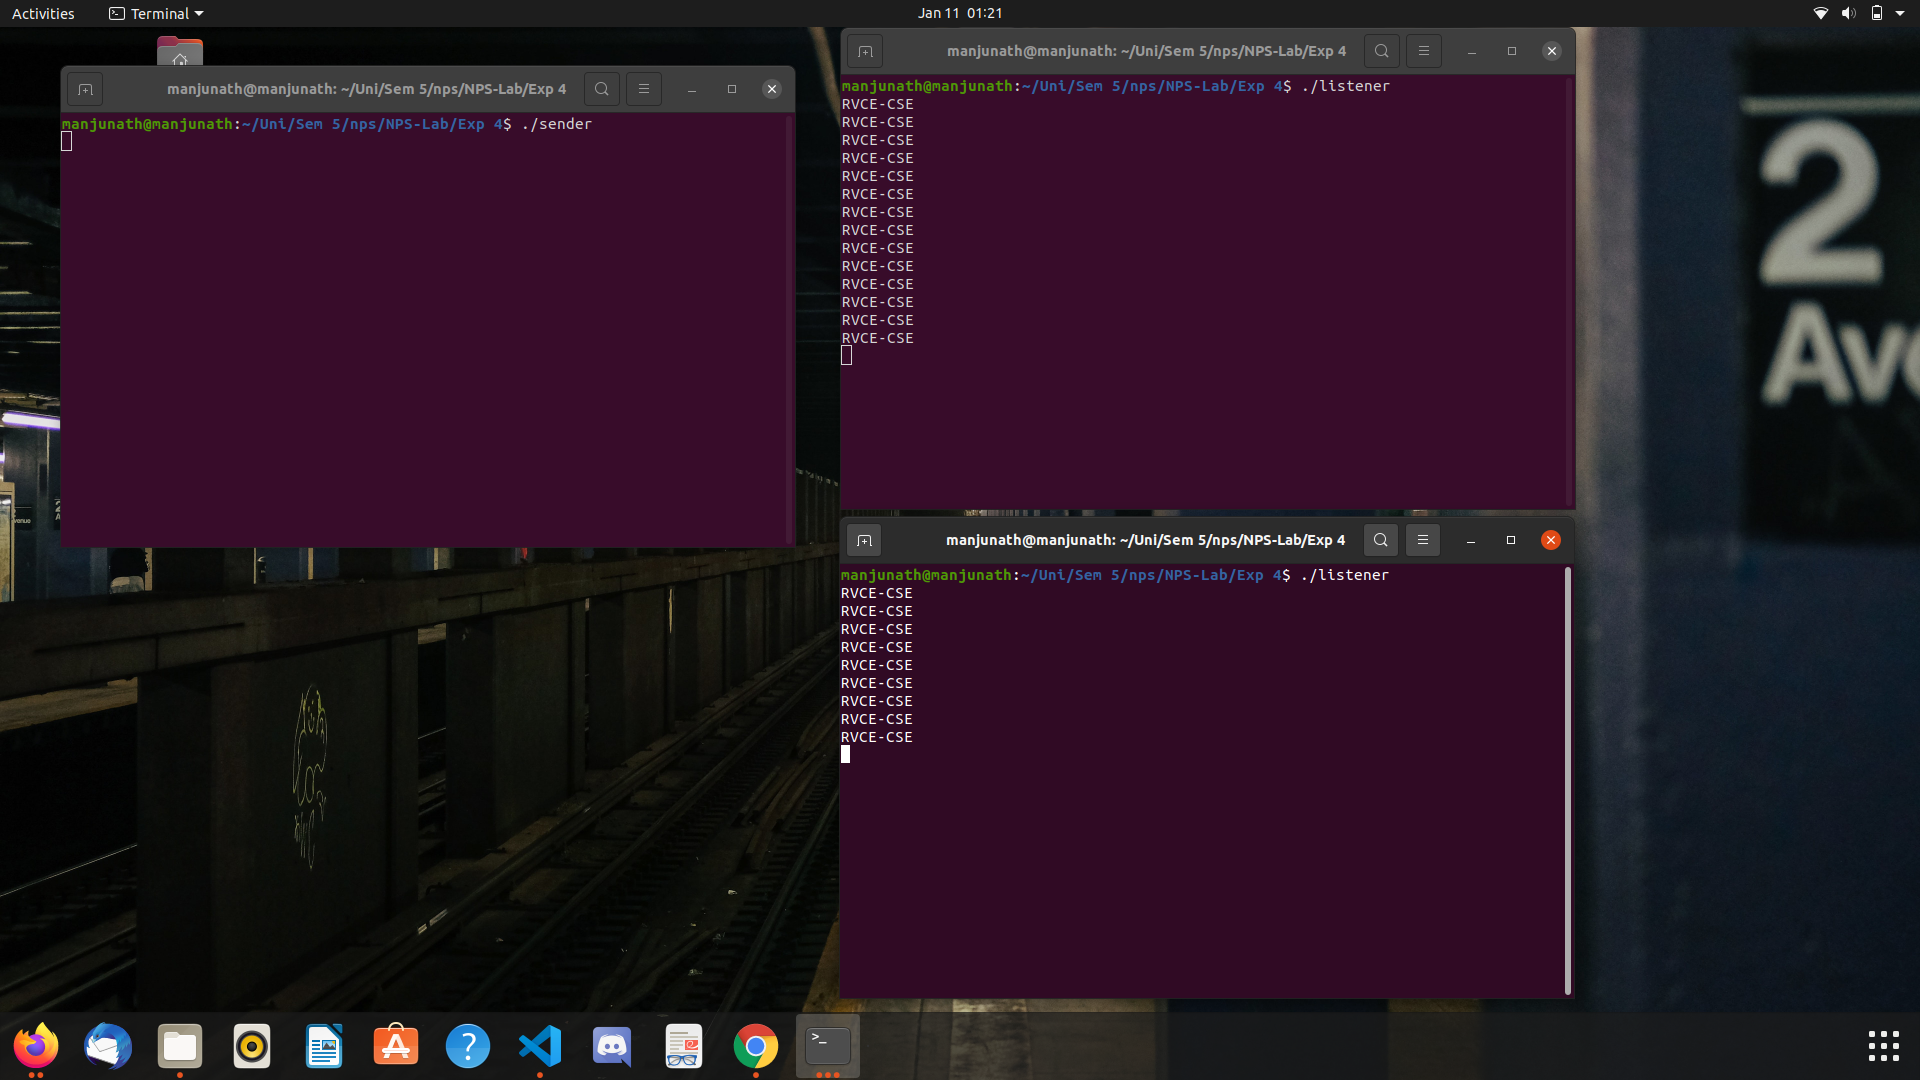 Activities
Terminal
Jan 11 01:21
manjunath@manjunath: ~/Uni/Sem 5/nps/NPS-Lab/Exp 4
manjunath@manjunath:~/Uni/Sem 5/nps/NPS-Lab/Exp 4$ ./sender
manjunath@manjunath: ~/Uni/Sem 5/nps/NPS-Lab/Exp 4
manjunath@manjunath:~/Uni/Sem 5/nps/NPS-Lab/Exp 4$ ./listener
RVCE-CSE
RVCE-CSE
RVCE-CSE
RVCE-CSE
RVCE-CSE
RVCE-CSE
RVCE-CSE
RVCE-CSE
RVCE-CSE
RVCE-CSE
RVCE-CSE
RVCE-CSE
RVCE-CSE
RVCE-CSE
manjunath@manjunath: ~/Uni/Sem 5/nps/NPS-Lab/Exp 4
manjunath@manjunath:~/Uni/Sem 5/nps/NPS-Lab/Exp 4$ ./listener
RVCE-CSE
RVCE-CSE
RVCE-CSE
RVCE-CSE
RVCE-CSE
RVCE-CSE
RVCE-CSE
RVCE-CSE
RVCE-CSE
2
Ave